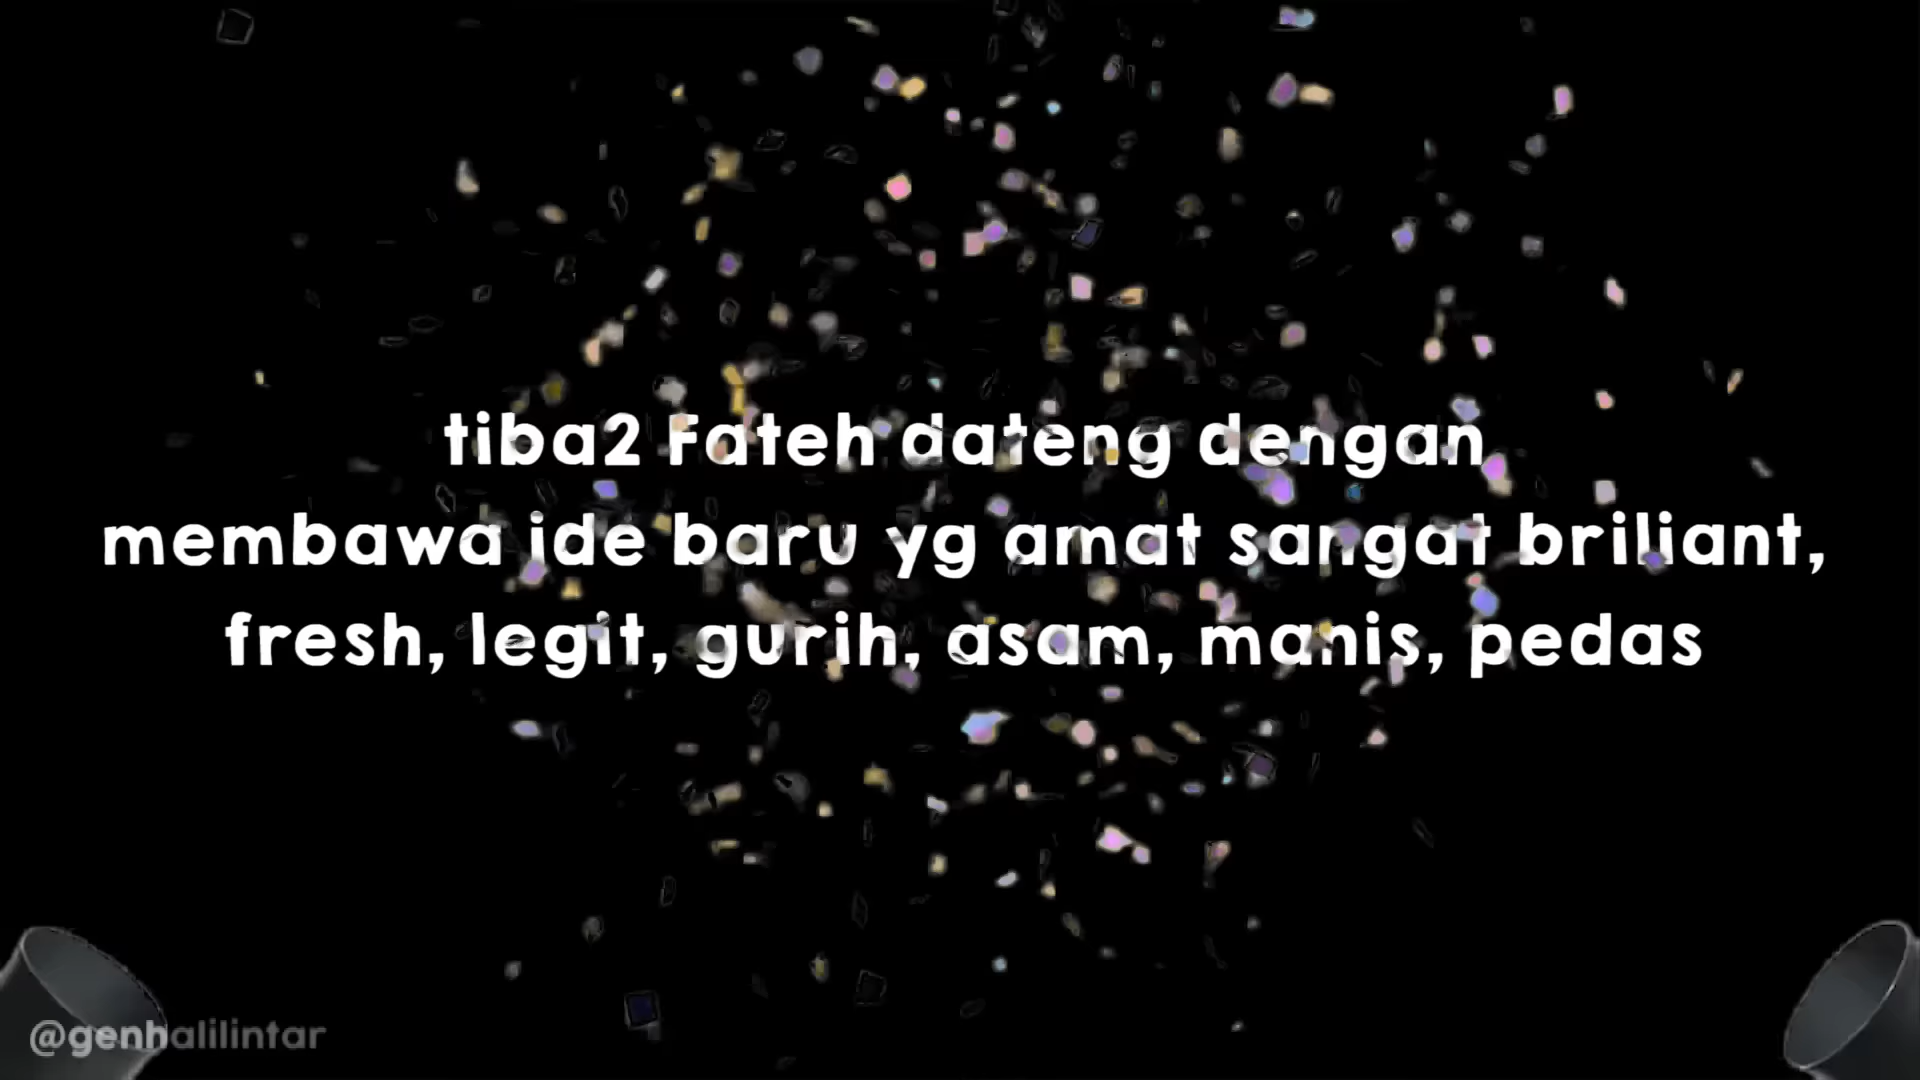 tiba2 Fateh dateng dengan
membawa ide baru yg amat sangat briliant,
fresh, legit, gurih, asam, manis, pedas
@genhalilintar